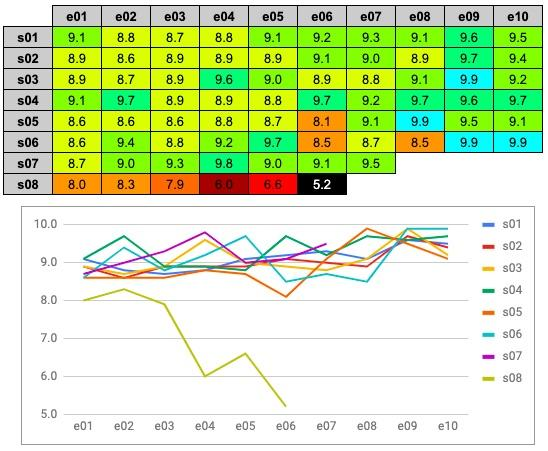 e01 e02 e03 e04 e05 e06 e07 e08 e09 e10
s01 9.1 8.8 8.7 8.8 9.1 9.2 9.3 9.1 9.6 9.5
s02 8.9 8.6 8.9 8.9 8.9 9.1 9.0 8.9 9.7 9.4
s03 8.9 8.7 8.9 9.6 9.0 8.9 8.8 9.1 9.9 9.2
s04 9.1 9.7 8.9 8.9 8.8 9.7 9.2 9.7 9.6 9.7
s05 8.6 8.6 8.6 8.8 8.7 8.1 9.1 9.9 9.5 9.1
s06 8.6 9.4 8.8 9.2 9.7 8.5 8.7 8.5 9.9 9.9
s07 8.7 9.0 9.3 9.8 9.0 9.1 9.5
s08 8.0 8.3 7.9 6.0 6.6 5.2
10.0
9.0
8.0
7.0
6.0
5.0
e01 e02 e03 e04 e05 e06 e07 e08 e09 e10
s01
s02
s03
s04
s05
s06
s07
s08